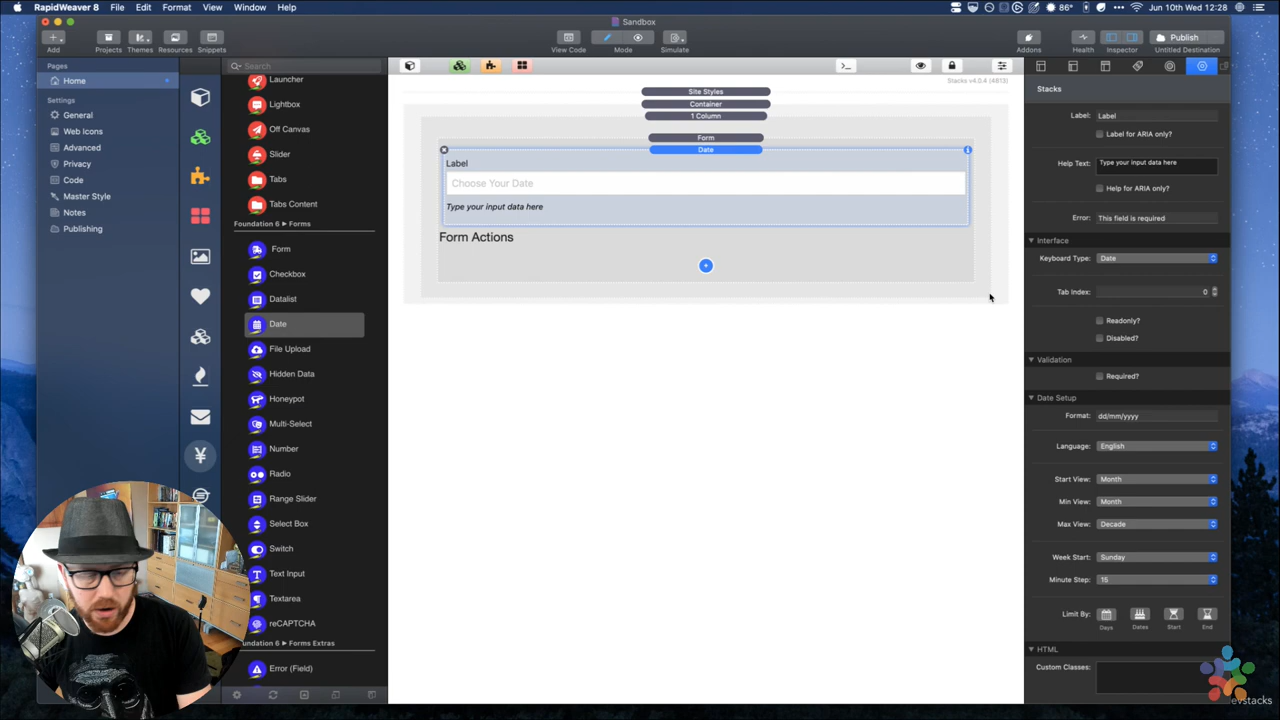 RapidWeaver 8 File Edit Format View Window Help 86° Jun 10th Wed 12:28
Sandbox
Add Projects Themes Resources Snippets View Code Mode Simulate Addons Health Inspector Publish
Untitled Destination
Pages
Home
Settings
General
Web Icons
Advanced
Privacy
Code
Master Style
Notes
Publishing
Search
Launcher
Lightbox
Off Canvas
Slider
Tabs
Tabs Content
Foundation 6 ▸ Forms
Form
Checkbox
Datalist
Date
File Upload
Hidden Data
Honeypot
Multi-Select
Number
Radio
Range Slider
Select Box
Switch
Text Input
Textarea
reCAPTCHA
Foundation 6 ▸ Forms Extras
Error (Field)
Stacks v4.0.4 (4813)
Site Styles
Container
1 Column
Form
Date
Label
Choose Your Date
Type your input data here
Form Actions
Stacks
Label: Label
Label for ARIA only?
Help Text: Type your input data here
Help for ARIA only?
Error: This field is required
Interface
Keyboard Type: Date
Tab Index: 0
Readonly?
Disabled?
Validation
Required?
Date Setup
Format: dd/mm/yyyy
Language: English
Start View: Month
Min View: Month
Max View: Decade
Week Start: Sunday
Minute Step: 15
Limit By:
Days Dates Start End
HTML
Custom Classes: